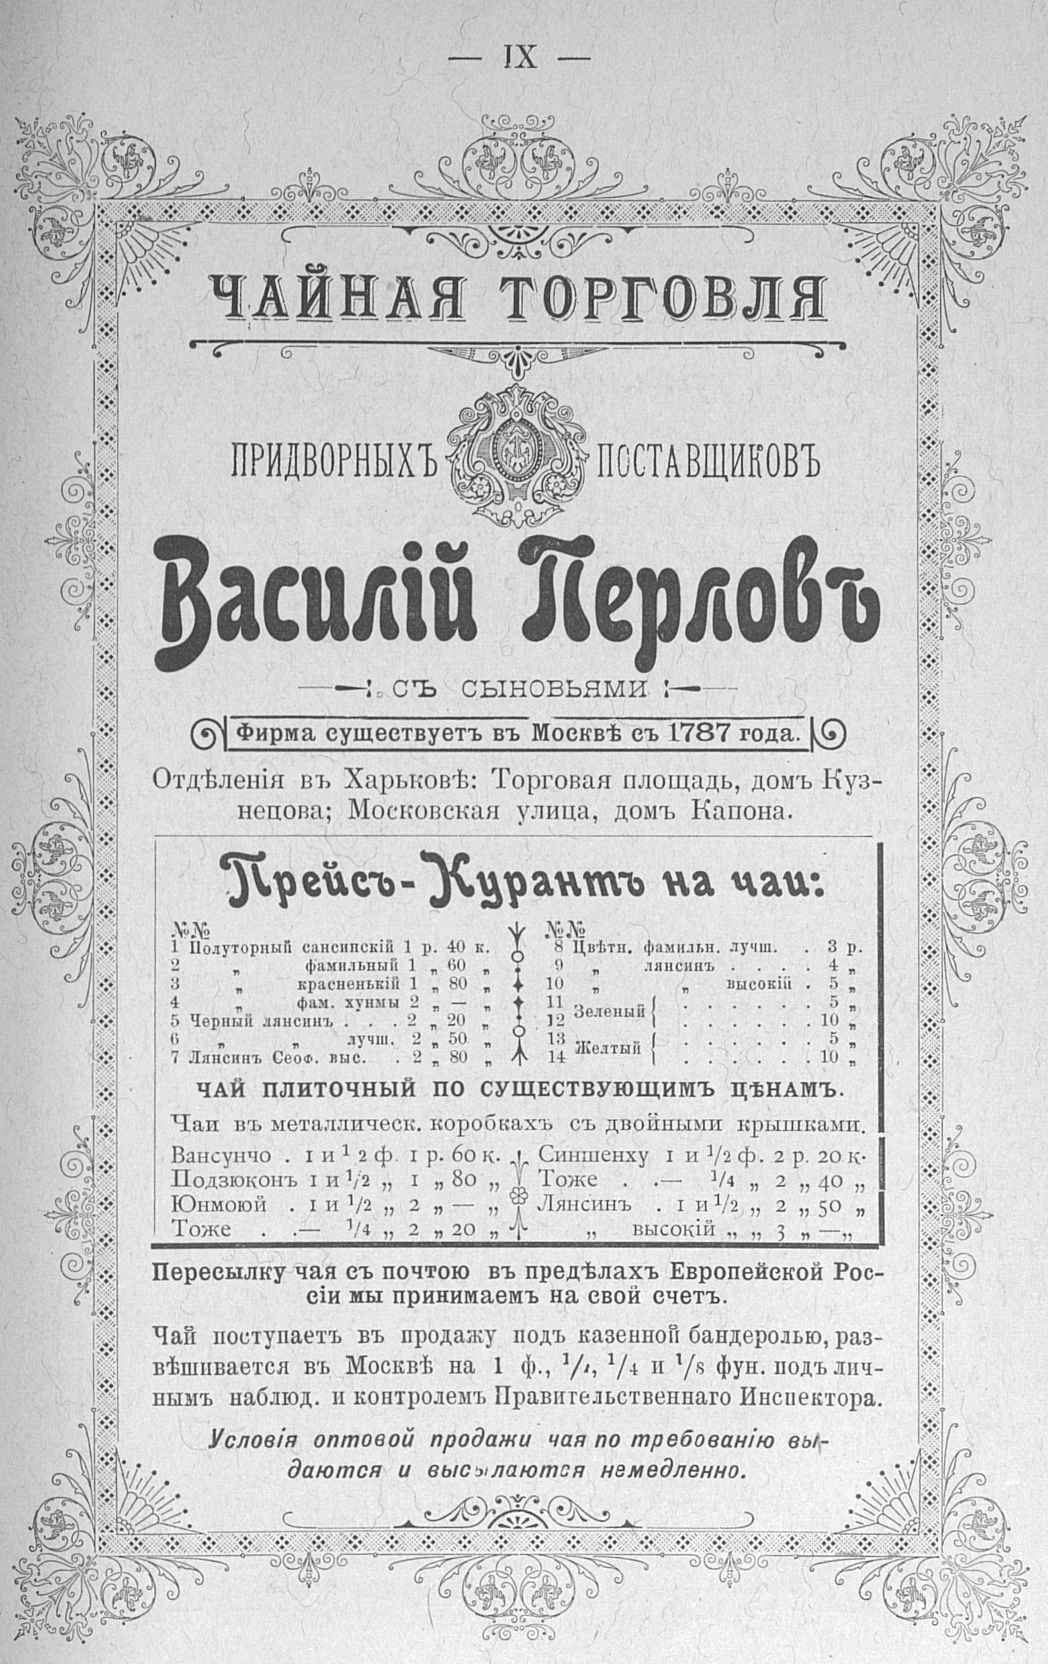 — IX —
ЧАЙНАЯ ТОРГОВЛЯ
ПРИДВОРНЫХЪ ПОСТАВЩИКОВЪ
Василій Перловъ
СЪ СЫНОВЬЯМИ
Фирма существуетъ въ Москвѣ съ 1787 года.
Отдѣленія въ Харьковѣ: Торговая площадь, домъ Куз-
нецова; Московская улица, домъ Капона.
Прейсъ-Курантъ на чаи:
№№
1 Полуторный сансинскій 1 р. 40 к.
2 „ фамильный 1 „ 60 „
3 „ красненькій 1 „ 80 „
4 „ фам. хунмы 2 „ — „
5 Черный лянсинъ . . . 2 „ 20 „
6 „ „ лучш. 2 „ 50 „
7 Лянсинъ Сеоф. выс. . 2 „ 80 „
№№
8 Цвѣтн. фамильн. лучш. . 3 р.
9 „ лянсинъ . . . . 4 „
10 „ „ высокій . 5 „
11 Зеленый { . . . . . . 5 „
12 . . . . . . 10 „
13 Желтый { . . . . . . 5 „
14 . . . . . . 10 „
ЧАЙ ПЛИТОЧНЫЙ ПО СУЩЕСТВУЮЩИМЪ ЦѢНАМЪ.
Чаи въ металлическ. коробкахъ съ двойными крышками.
Вансунчо . 1 и 1 2 ф. 1 р. 60 к.
Подзюконъ 1 и 1/2 „ 1 „ 80 „
Юнмоюй . 1 и 1/2 „ 2 „ — „
Тоже . .— 1/4 „ 2 „ 20 „
Синшенху 1 и 1/2 ф. 2 р. 20 к.
Тоже . .— 1/4 „ 2 „ 40 „
Лянсинъ . 1 и 1/2 „ 2 „ 50 „
„ высокій „ „ 3 „ — „
Пересылку чая съ почтою въ предѣлахъ Европейской Рос-
сіи мы принимаемъ на свой счетъ.
Чай поступаетъ въ продажу подъ казенной бандеролью, раз-
вѣшивается въ Москвѣ на 1 ф., 1/2, 1/4 и 1/8 фун. подъ лич-
нымъ наблюд. и контролемъ Правительственнаго Инспектора.
Условія оптовой продажи чая по требованію вы-
даются и высылаются немедленно.